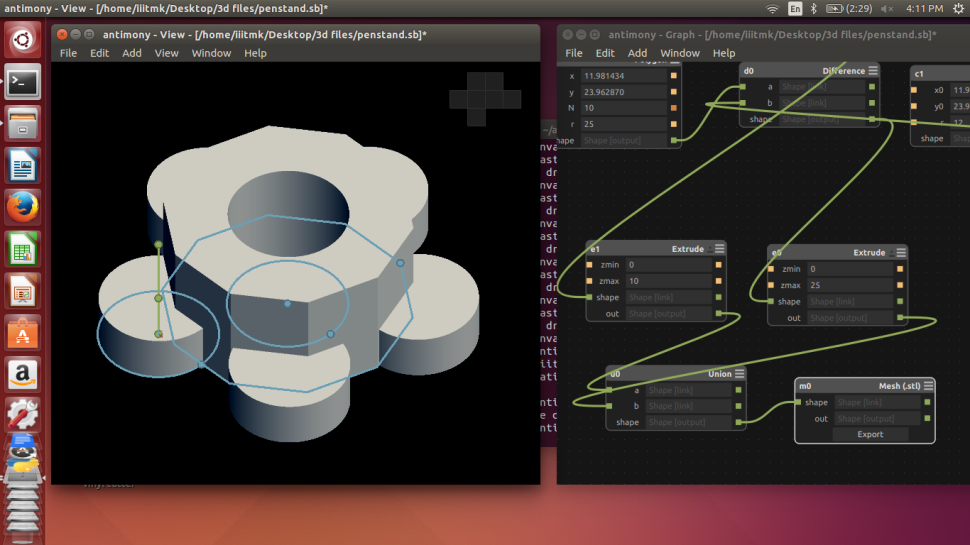 antimony - View - [/home/iiitmk/Desktop/3d files/penstand.sb]*
En
(2:29)
4:11 PM
antimony - View - [/home/iiitmk/Desktop/3d files/penstand.sb]*
File Edit Add View Window Help
antimony - Graph - [/home/iiitmk/Desktop/3d files/penstand.sb]*
File Edit Add Window Help
x 11.981434
y 23.962870
N 10
r 25
hape Shape [output]
d0 Difference
a Shape [link]
b Shape [link]
shape Shape [output]
c1
x0 11.9
y0 23.9
r 12
shape Shape
e1 Extrude
zmin 0
zmax 10
shape Shape [link]
out Shape [output]
e0 Extrude
zmin 0
zmax 25
shape Shape [link]
out Shape [output]
u0 Union
a Shape [link]
b Shape [link]
shape Shape [output]
m0 Mesh (.stl)
shape Shape [link]
out Shape [output]
Export